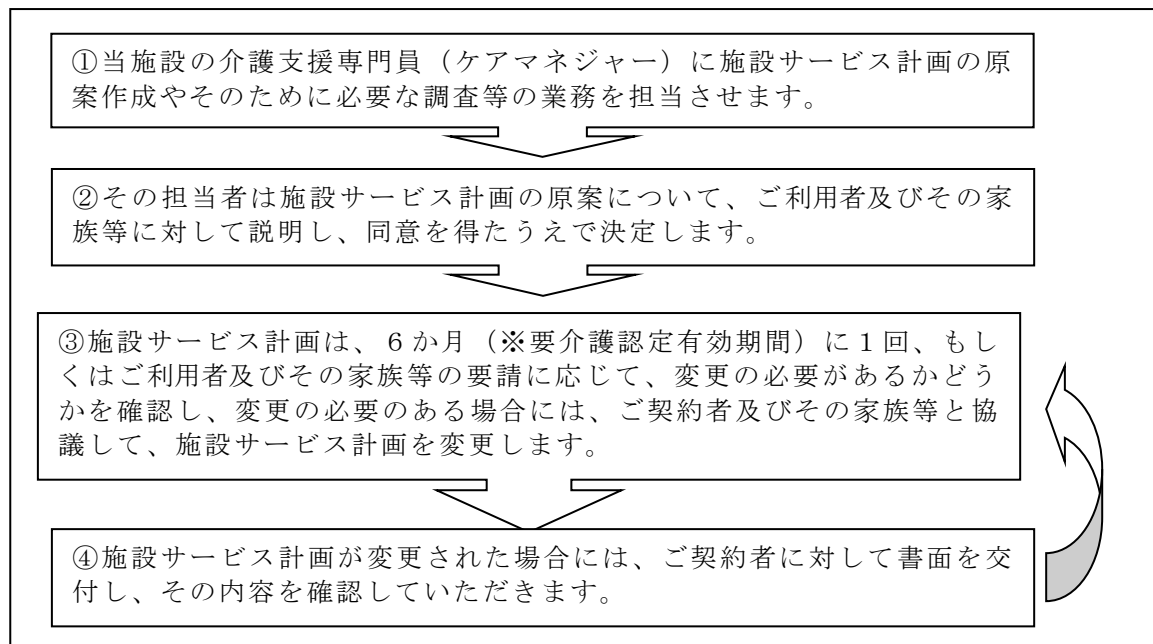 ①当施設の介護支援専門員（ケアマネジャー）に施設サービス計画の原
案作成やそのために必要な調査等の業務を担当させます。
②その担当者は施設サービス計画の原案について、ご利用者及びその家
族等に対して説明し、同意を得たうえで決定します。
③施設サービス計画は、６か月（※要介護認定有効期間）に１回、もし
くはご利用者及びその家族等の要請に応じて、変更の必要があるかどう
かを確認し、変更の必要のある場合には、ご契約者及びその家族等と協
議して、施設サービス計画を変更します。
④施設サービス計画が変更された場合には、ご契約者に対して書面を交
付し、その内容を確認していただきます。